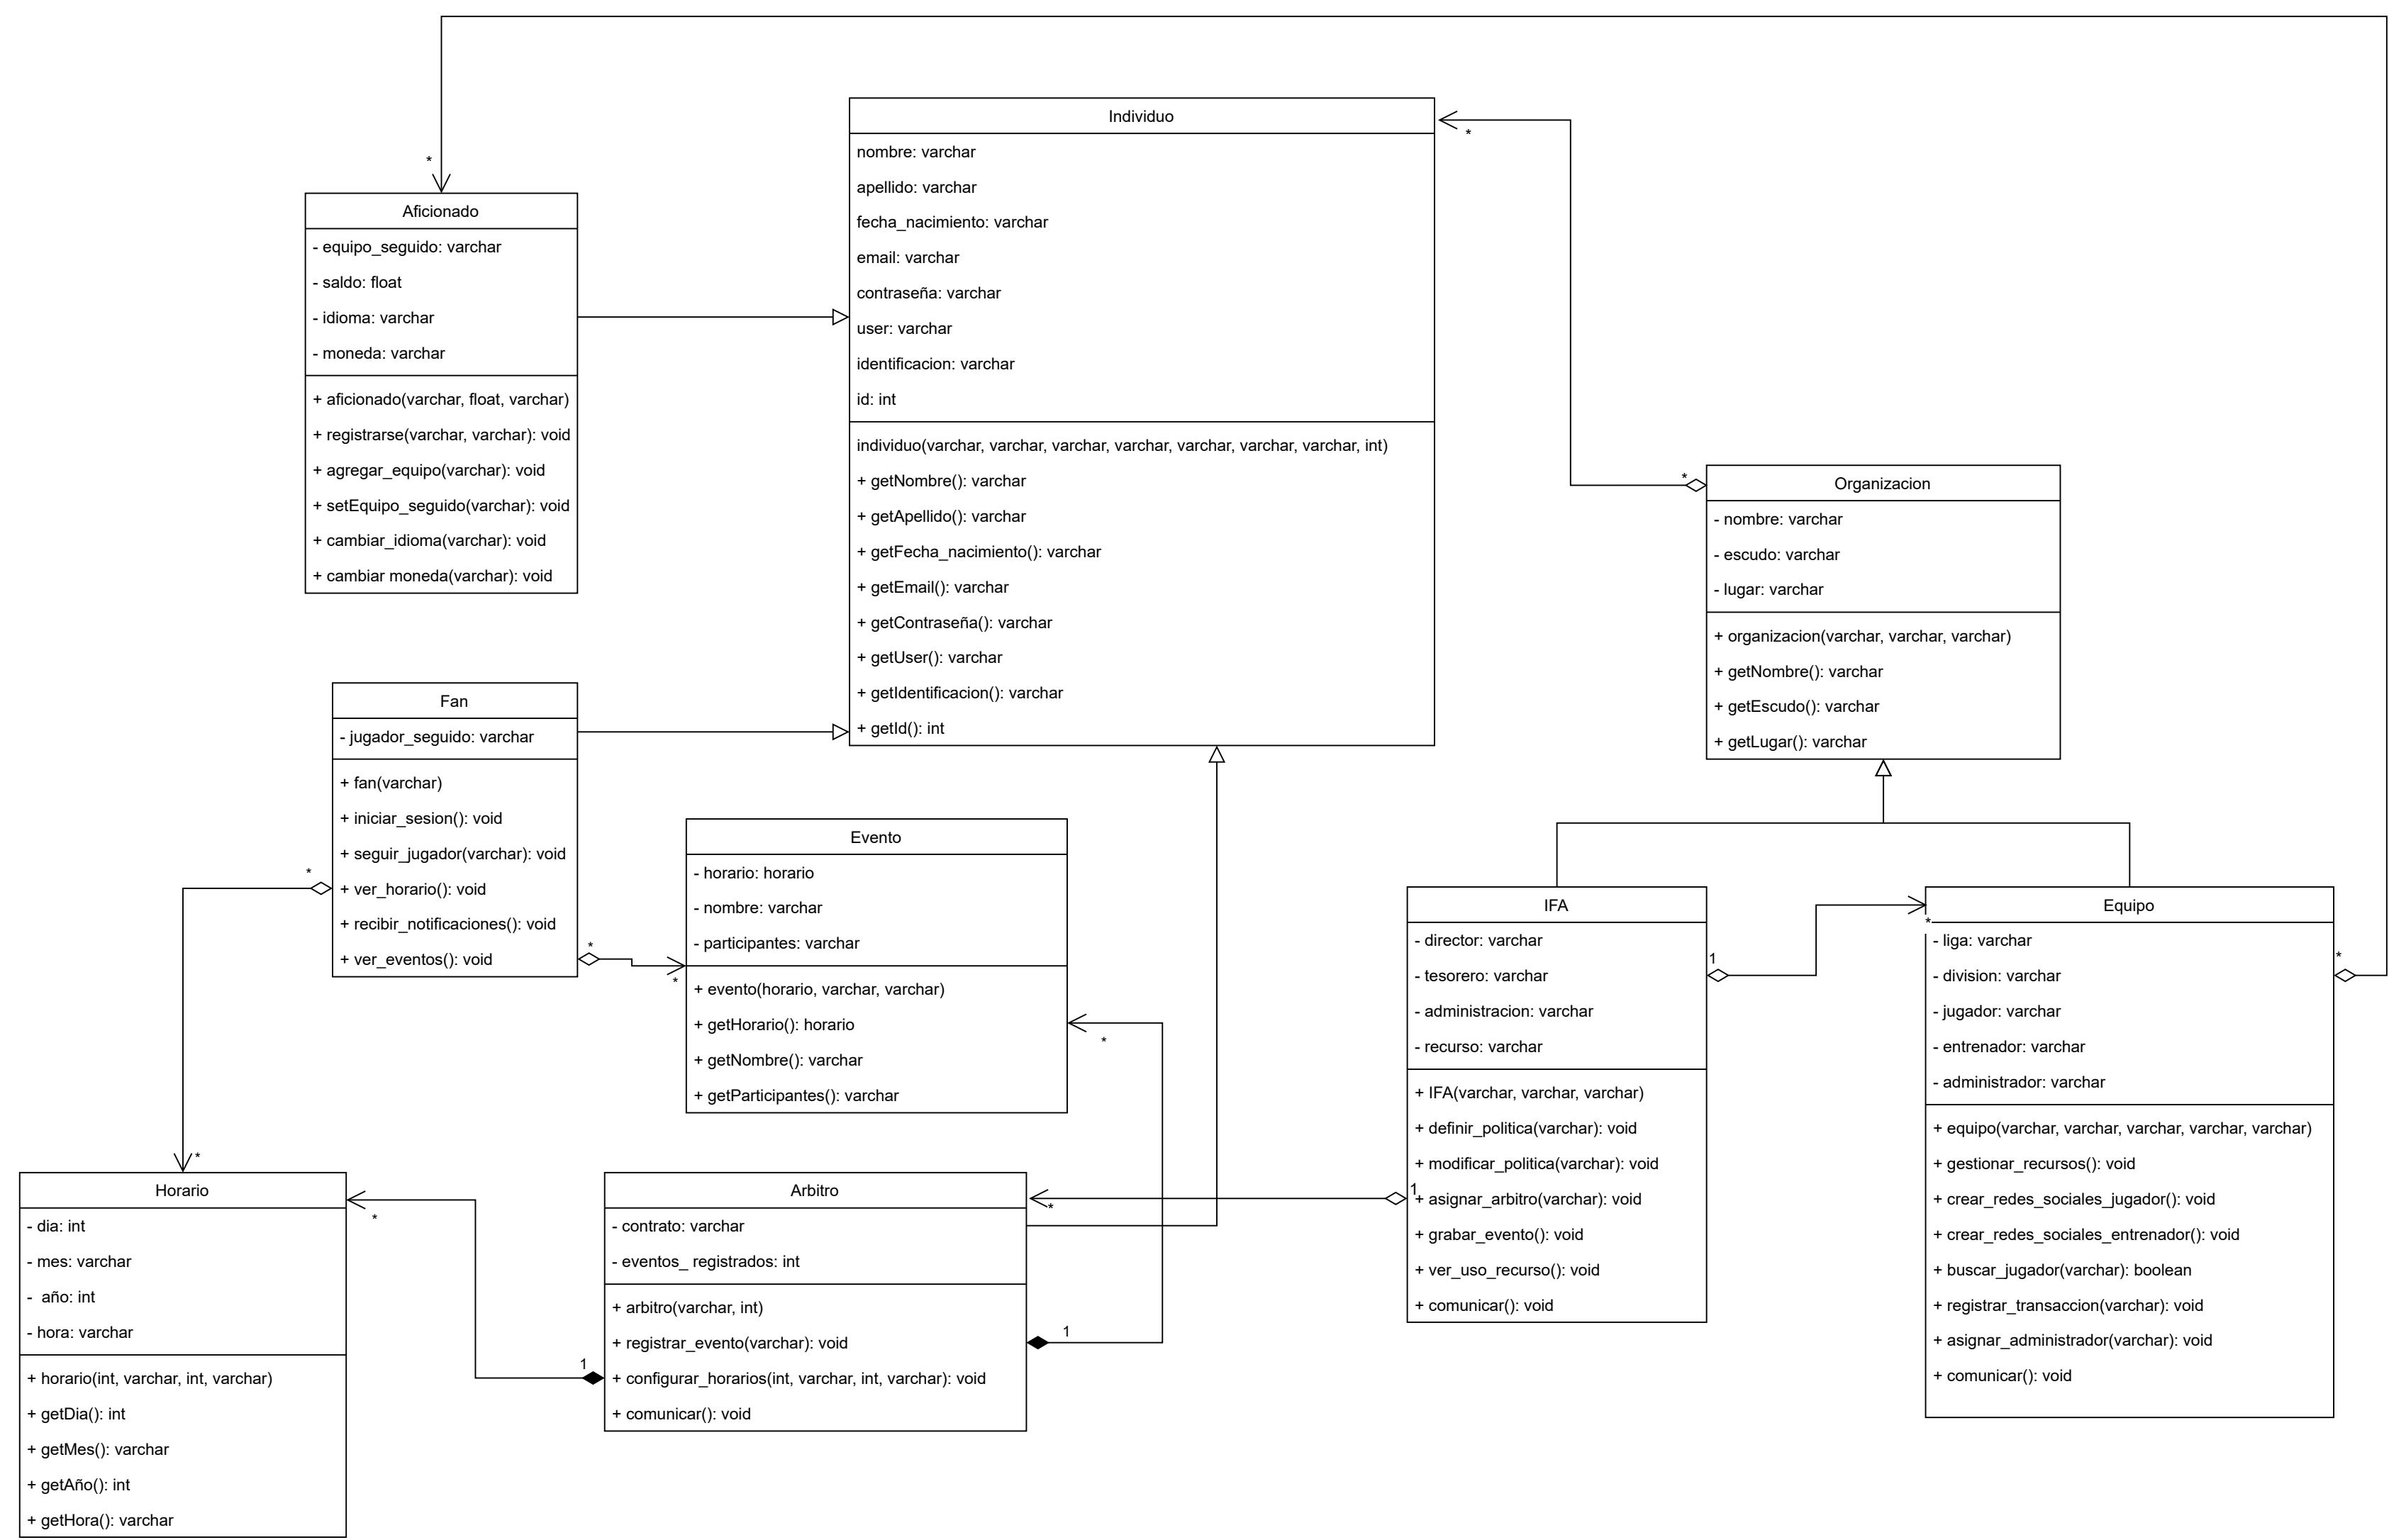 *
Individuo
nombre: varchar
apellido: varchar
fecha_nacimiento: varchar
email: varchar
contraseña: varchar
user: varchar
identificacion: varchar
id: int
individuo(varchar, varchar, varchar, varchar, varchar, varchar, varchar, int)
+ getNombre(): varchar
+ getApellido(): varchar
+ getFecha_nacimiento(): varchar
+ getEmail(): varchar
+ getContraseña(): varchar
+ getUser(): varchar
+ getIdentificacion(): varchar
+ getId(): int
*
Aficionado
- equipo_seguido: varchar
- saldo: float
- idioma: varchar
- moneda: varchar
+ aficionado(varchar, float, varchar)
+ registrarse(varchar, varchar): void
+ agregar_equipo(varchar): void
+ setEquipo_seguido(varchar): void
+ cambiar_idioma(varchar): void
+ cambiar moneda(varchar): void
*
Organizacion
- nombre: varchar
- escudo: varchar
- lugar: varchar
+ organizacion(varchar, varchar, varchar)
+ getNombre(): varchar
+ getEscudo(): varchar
+ getLugar(): varchar
Fan
- jugador_seguido: varchar
+ fan(varchar)
+ iniciar_sesion(): void
+ seguir_jugador(varchar): void
+ ver_horario(): void
+ recibir_notificaciones(): void
+ ver_eventos(): void
*
*
*
Evento
- horario: horario
- nombre: varchar
- participantes: varchar
+ evento(horario, varchar, varchar)
+ getHorario(): horario
+ getNombre(): varchar
+ getParticipantes(): varchar
*
IFA
- director: varchar
- tesorero: varchar
- administracion: varchar
- recurso: varchar
+ IFA(varchar, varchar, varchar)
+ definir_politica(varchar): void
+ modificar_politica(varchar): void
+ asignar_arbitro(varchar): void
+ grabar_evento(): void
+ ver_uso_recurso(): void
+ comunicar(): void
1
1
*
Equipo
- liga: varchar
- division: varchar
- jugador: varchar
- entrenador: varchar
- administrador: varchar
+ equipo(varchar, varchar, varchar, varchar, varchar)
+ gestionar_recursos(): void
+ crear_redes_sociales_jugador(): void
+ crear_redes_sociales_entrenador(): void
+ buscar_jugador(varchar): boolean
+ registrar_transaccion(varchar): void
+ asignar_administrador(varchar): void
+ comunicar(): void
*
*
Horario
- dia: int
- mes: varchar
-  año: int
- hora: varchar
+ horario(int, varchar, int, varchar)
+ getDia(): int
+ getMes(): varchar
+ getAño(): int
+ getHora(): varchar
*
1
Arbitro
- contrato: varchar
- eventos_ registrados: int
+ arbitro(varchar, int)
+ registrar_evento(varchar): void
+ configurar_horarios(int, varchar, int, varchar): void
+ comunicar(): void
*
1